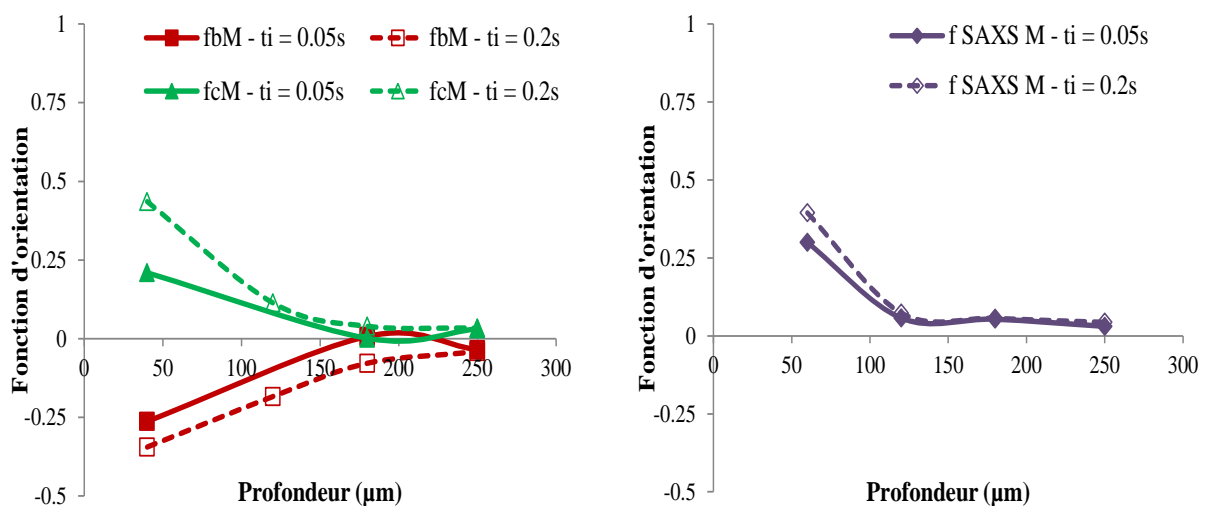 fbM - ti = 0.05s
fbM - ti = 0.2s
fcM - ti = 0.05s
fcM - ti = 0.2s
Fonction d'orientation
1
0.75
0.5
0.25
0
-0.25
-0.5
0
50
100
150
200
250
300
Profondeur (µm)
f SAXS M - ti = 0.05s
f SAXS M - ti = 0.2s
Fonction d'orientation
1
0.75
0.5
0.25
0
-0.25
-0.5
0
50
100
150
200
250
300
Profondeur (µm)